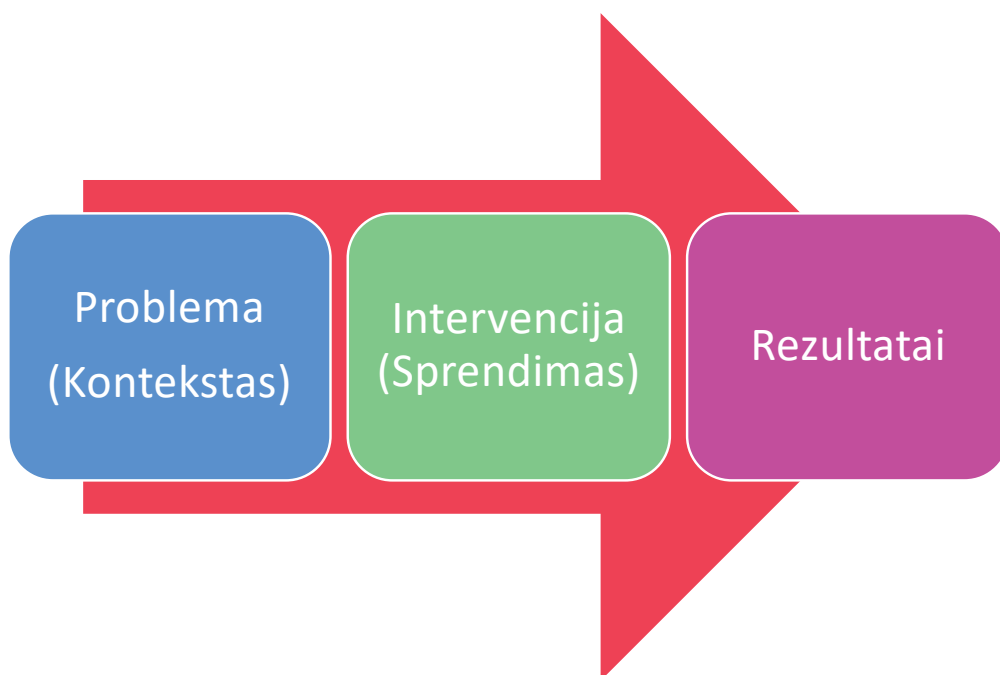 Problema
(Kontekstas)
Intervencija
(Sprendimas)
Rezultatai